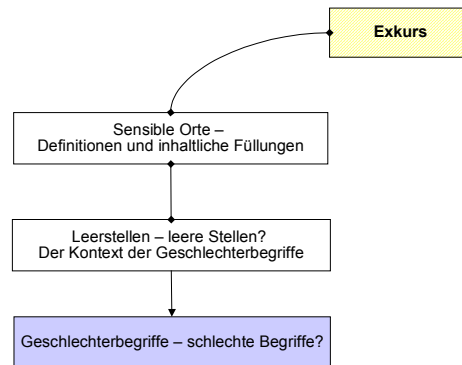 Exkurs
Sensible Orte –
Definitionen und inhaltliche Füllungen
Leerstellen – leere Stellen?
Der Kontext der Geschlechterbegriffe
Geschlechterbegriffe – schlechte Begriffe?